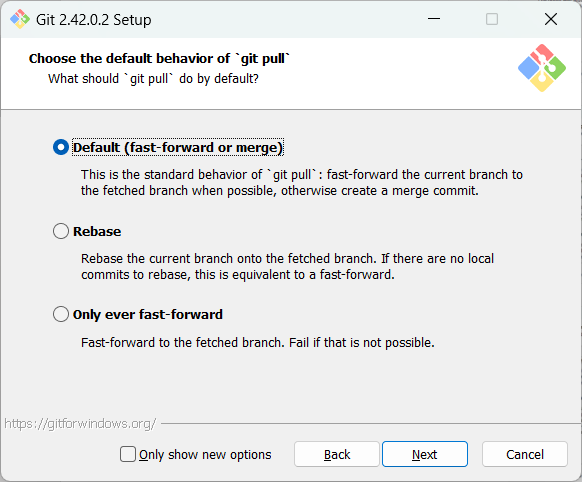 Git 2.42.0.2 Setup
Choose the default behavior of `git pull`
What should `git pull` do by default?
Default (fast-forward or merge)
This is the standard behavior of `git pull`: fast-forward the current branch to
the fetched branch when possible, otherwise create a merge commit.
Rebase
Rebase the current branch onto the fetched branch. If there are no local
commits to rebase, this is equivalent to a fast-forward.
Only ever fast-forward
Fast-forward to the fetched branch. Fail if that is not possible.
https://gitforwindows.org/
Only show new options
Back
Next
Cancel